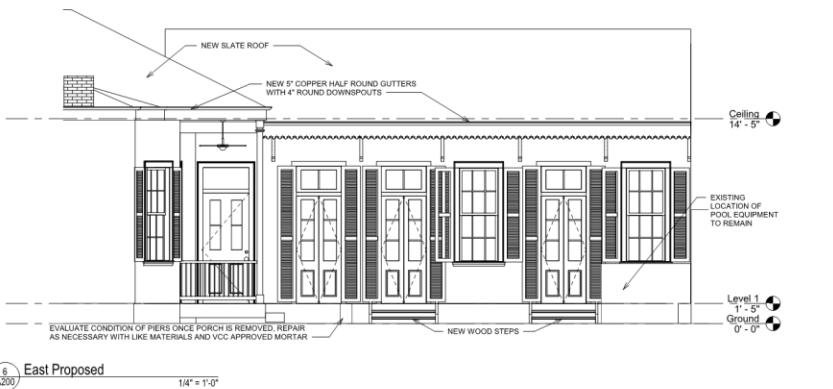 NEW SLATE ROOF
NEW 5" COPPER HALF ROUND GUTTERS
WITH 4" ROUND DOWNSPOUTS
Ceiling
14' - 5"
EXISTING
LOCATION OF
POOL EQUIPMENT
TO REMAIN
Level 1
1' - 5"
Ground
0' - 0"
EVALUATE CONDITION OF PIERS ONCE PORCH IS REMOVED, REPAIR
AS NECESSARY WITH LIKE MATERIALS AND VCC APPROVED MORTAR
NEW WOOD STEPS
6
A200
East Proposed
1/4" = 1'-0"